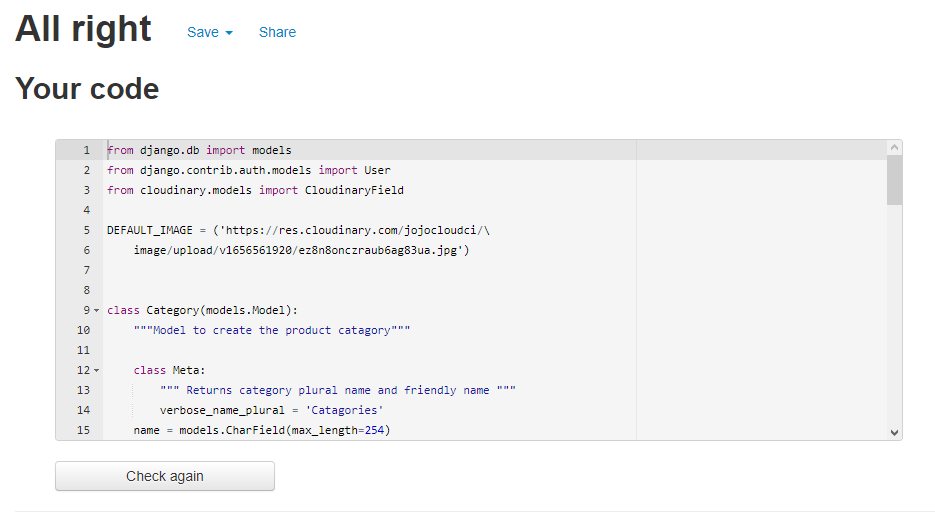 All right Save Share
Your code
1 from django.db import models
2 from django.contrib.auth.models import User
3 from cloudinary.models import CloudinaryField
4
5 DEFAULT_IMAGE = ('https://res.cloudinary.com/jojocloudci/\
6     image/upload/v1656561920/ez8n8onczraub6ag83ua.jpg')
7
8
9 class Category(models.Model):
10     """Model to create the product catagory"""
11
12     class Meta:
13         """ Returns category plural name and friendly name """
14         verbose_name_plural = 'Catagories'
15     name = models.CharField(max_length=254)
Check again